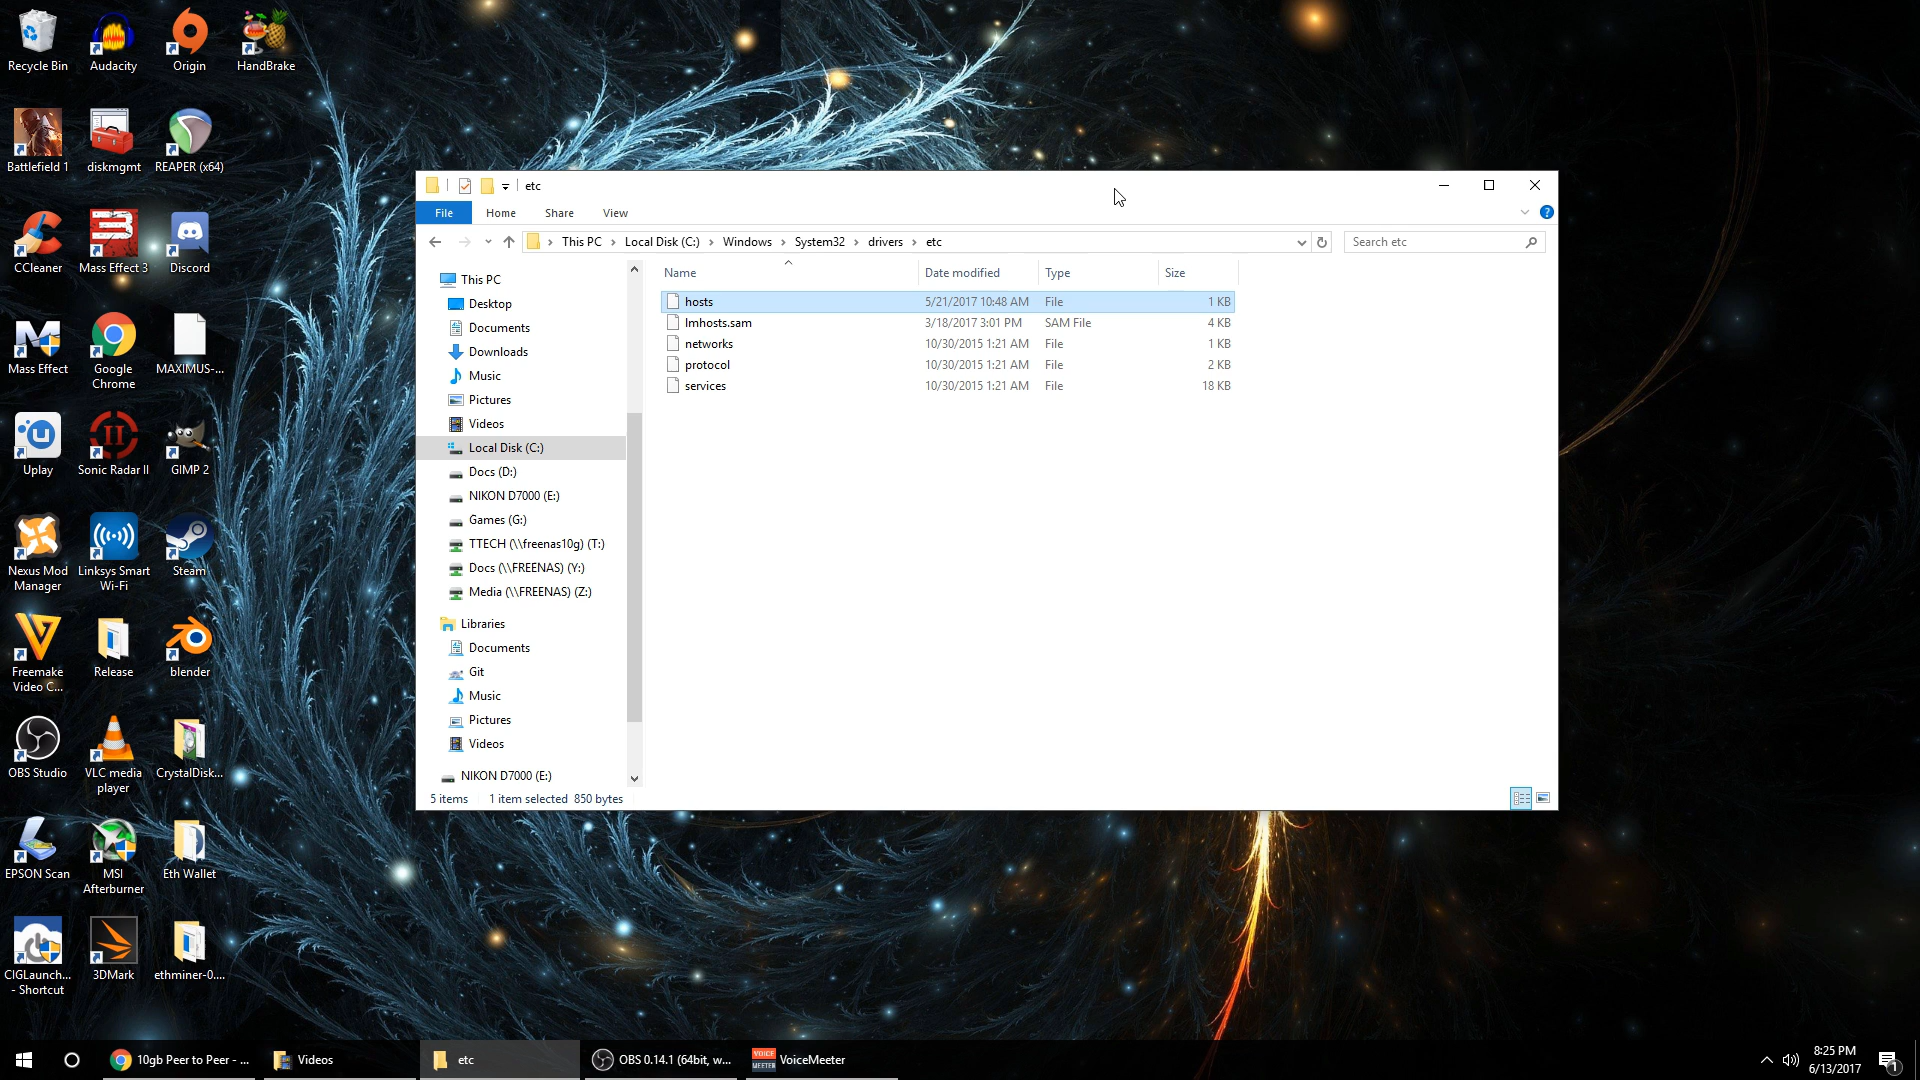 Recycle Bin
Audacity
Origin
HandBrake
Battlefield 1
diskmgmt
REAPER (x64)
CCleaner
Mass Effect 3
Discord
Mass Effect
Google
Chrome
MAXIMUS-...
Uplay
Sonic Radar II
GIMP 2
Nexus Mod
Manager
Linksys Smart
Wi-Fi
Steam
Freemake
Video C...
Release
blender
OBS Studio
VLC media
player
CrystalDisk...
EPSON Scan
MSI
Afterburner
Eth Wallet
CIGLaunch...
- Shortcut
3DMark
ethminer-0....
etc
File Home Share View
This PC Local Disk (C:) Windows System32 drivers etc
Search etc
This PC
Desktop
Documents
Downloads
Music
Pictures
Videos
Local Disk (C:)
Docs (D:)
NIKON D7000 (E:)
Games (G:)
TTECH (\\freenas10g) (T:)
Docs (\\FREENAS) (Y:)
Media (\\FREENAS) (Z:)
Libraries
Documents
Git
Music
Pictures
Videos
NIKON D7000 (E:)
Name Date modified Type Size
hosts 5/21/2017 10:48 AM File 1 KB
lmhosts.sam 3/18/2017 3:01 PM SAM File 4 KB
networks 10/30/2015 1:21 AM File 1 KB
protocol 10/30/2015 1:21 AM File 2 KB
services 10/30/2015 1:21 AM File 18 KB
5 items 1 item selected 850 bytes
10gb Peer to Peer - ...
Videos
etc
OBS 0.14.1 (64bit, w...
VOICE
MEETER
VoiceMeeter
8:25 PM
6/13/2017
1